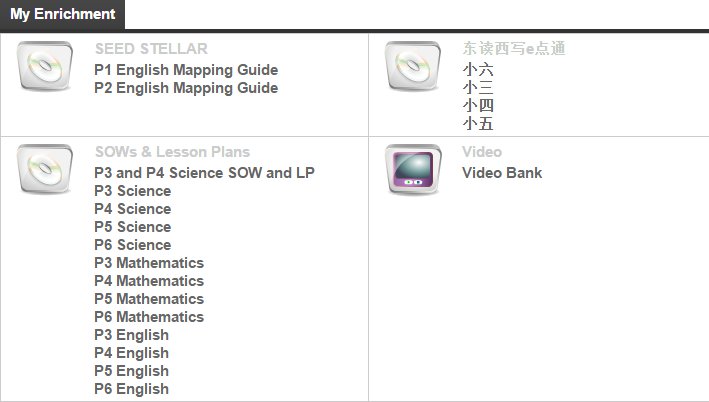 My Enrichment
SEED STELLAR
P1 English Mapping Guide
P2 English Mapping Guide
东读西写e点通
小六
小三
小四
小五
SOWs & Lesson Plans
P3 and P4 Science SOW and LP
P3 Science
P4 Science
P5 Science
P6 Science
P3 Mathematics
P4 Mathematics
P5 Mathematics
P6 Mathematics
P3 English
P4 English
P5 English
P6 English
Video
Video Bank